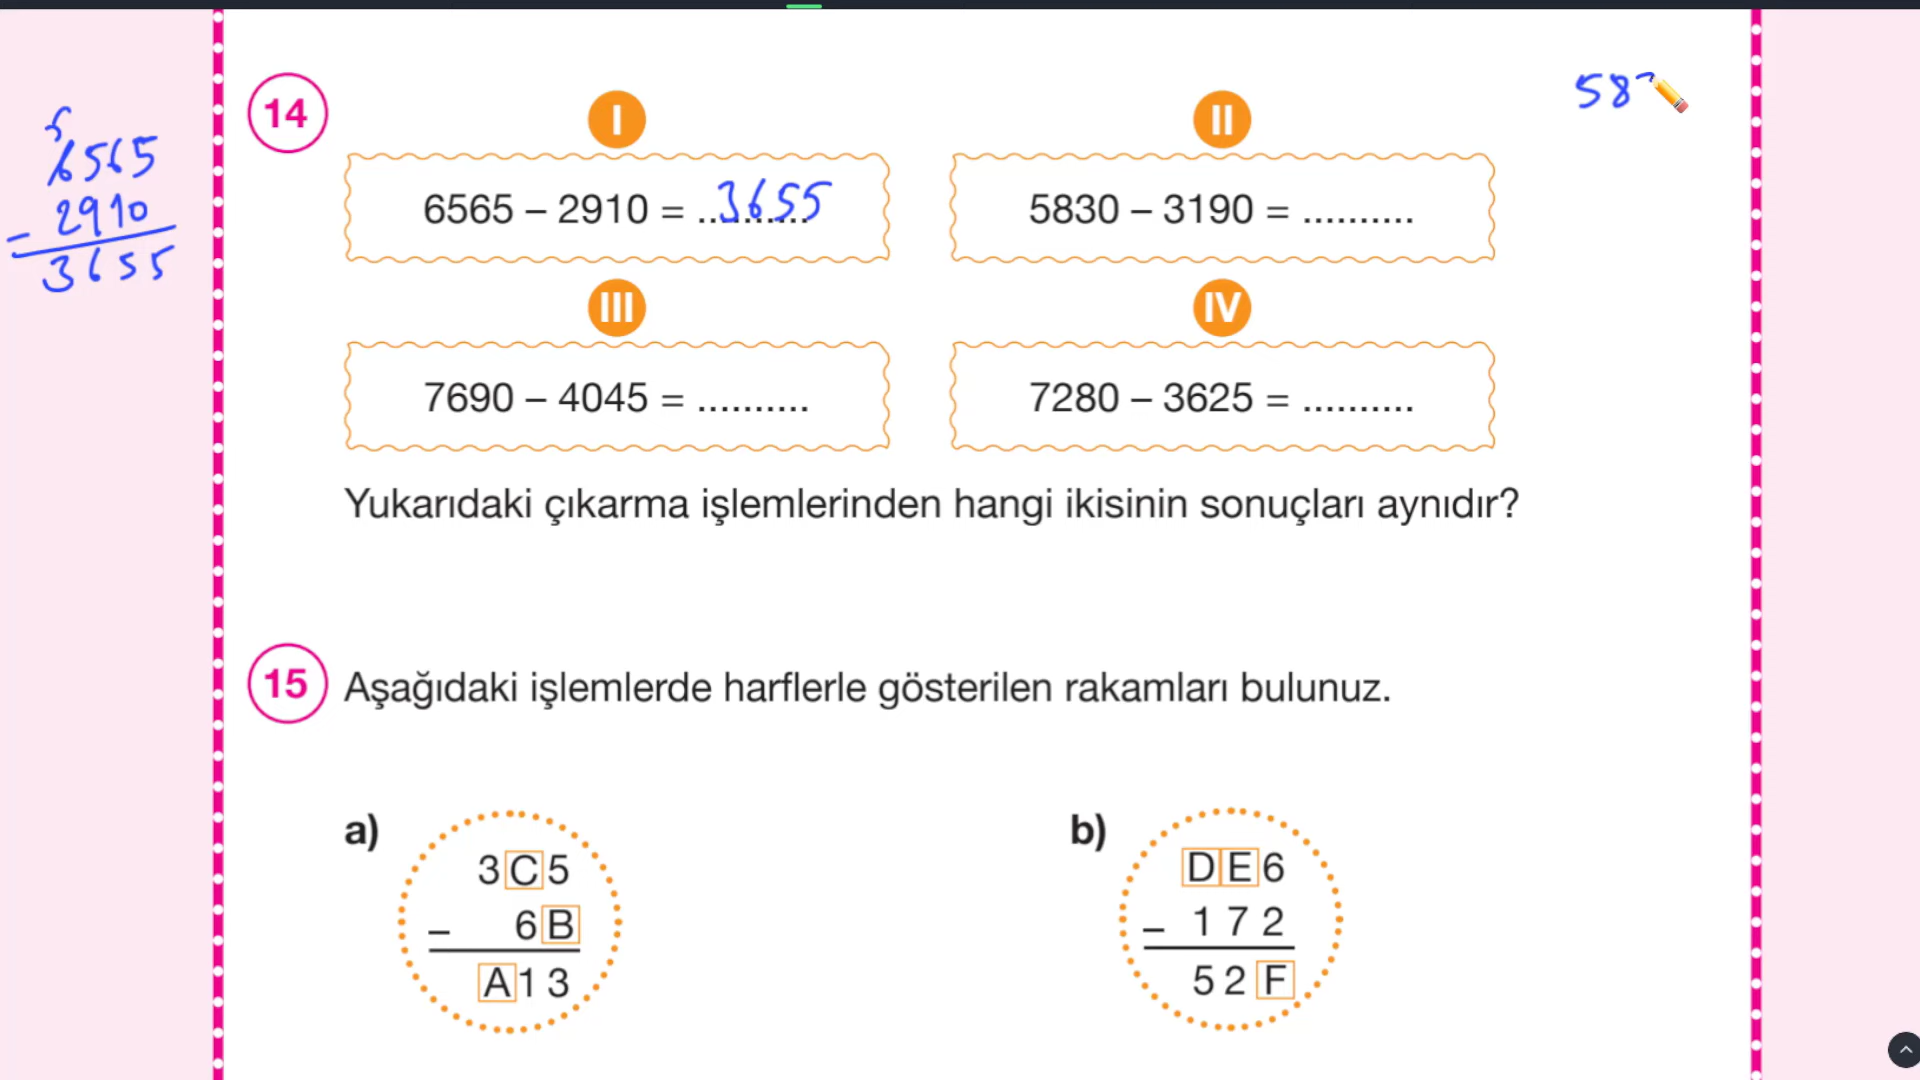 14
I
6565 – 2910 = .......... 3655
II
5830 – 3190 = ..........
III
7690 – 4045 = ..........
IV
7280 – 3625 = ..........
Yukarıdaki çıkarma işlemlerinden hangi ikisinin sonuçları aynıdır?
5
6565
– 2910
3655
58
15 Aşağıdaki işlemlerde harflerle gösterilen rakamları bulunuz.
a)
3C5
– 6B
A13
b)
DE6
– 172
52F